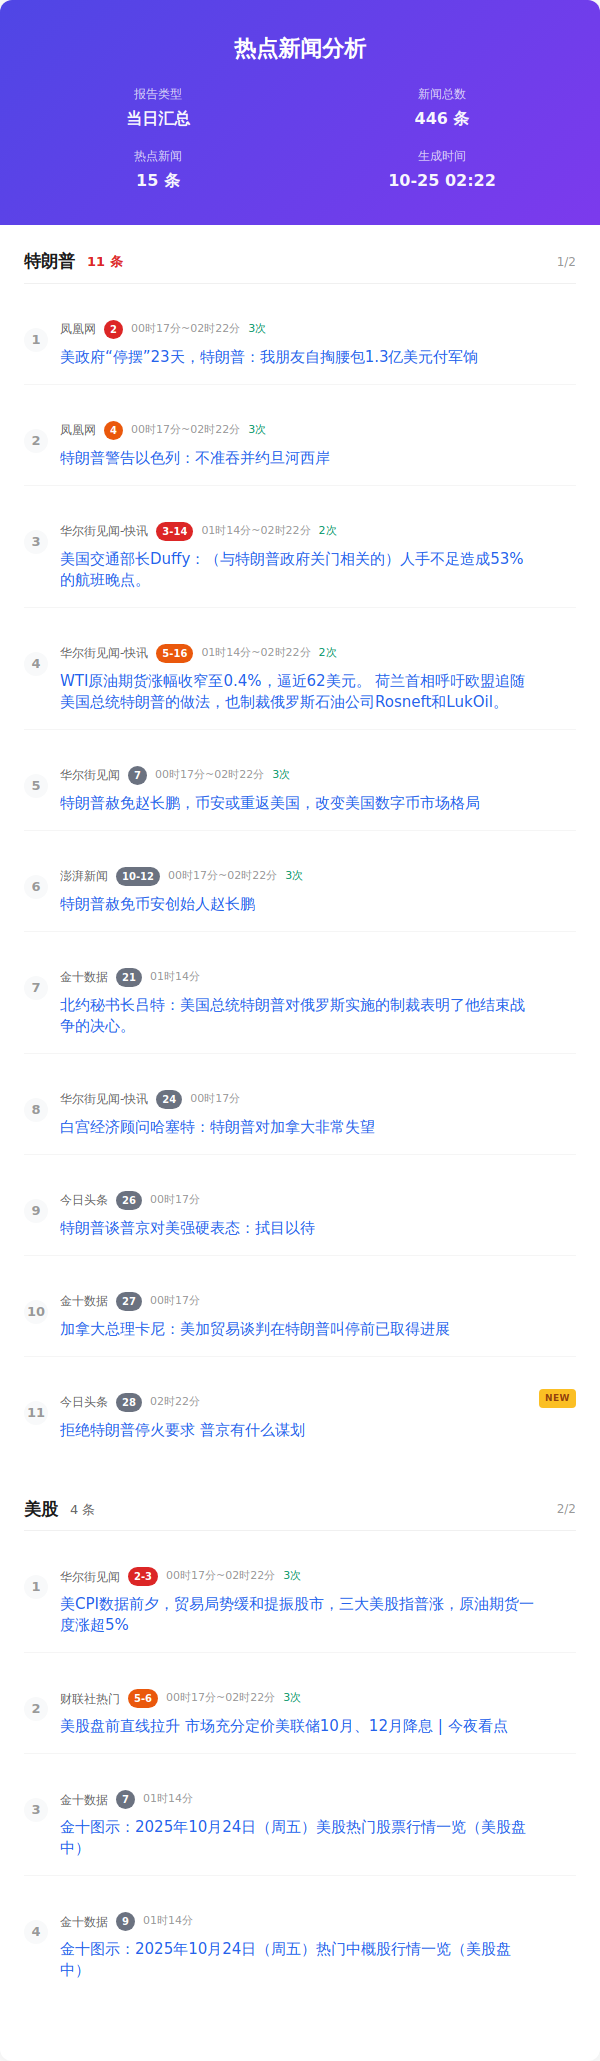 热点新闻分析
报告类型
当日汇总
新闻总数
446 条
热点新闻
15 条
生成时间
10-25 02:22
特朗普 11 条 1/2
1
凤凰网 2 00时17分~02时22分 3次
美政府“停摆”23天，特朗普：我朋友自掏腰包1.3亿美元付军饷
2
凤凰网 4 00时17分~02时22分 3次
特朗普警告以色列：不准吞并约旦河西岸
3
华尔街见闻-快讯 3-14 01时14分~02时22分 2次
美国交通部长Duffy：（与特朗普政府关门相关的）人手不足造成53%
的航班晚点。
4
华尔街见闻-快讯 5-16 01时14分~02时22分 2次
WTI原油期货涨幅收窄至0.4%，逼近62美元。 荷兰首相呼吁欧盟追随
美国总统特朗普的做法，也制裁俄罗斯石油公司Rosneft和LukOil。
5
华尔街见闻 7 00时17分~02时22分 3次
特朗普赦免赵长鹏，币安或重返美国，改变美国数字币市场格局
6
澎湃新闻 10-12 00时17分~02时22分 3次
特朗普赦免币安创始人赵长鹏
7
金十数据 21 01时14分
北约秘书长吕特：美国总统特朗普对俄罗斯实施的制裁表明了他结束战
争的决心。
8
华尔街见闻-快讯 24 00时17分
白宫经济顾问哈塞特：特朗普对加拿大非常失望
9
今日头条 26 00时17分
特朗普谈普京对美强硬表态：拭目以待
10
金十数据 27 00时17分
加拿大总理卡尼：美加贸易谈判在特朗普叫停前已取得进展
11
今日头条 28 02时22分 NEW
拒绝特朗普停火要求 普京有什么谋划
美股 4 条 2/2
1
华尔街见闻 2-3 00时17分~02时22分 3次
美CPI数据前夕，贸易局势缓和提振股市，三大美股指普涨，原油期货一
度涨超5%
2
财联社热门 5-6 00时17分~02时22分 3次
美股盘前直线拉升 市场充分定价美联储10月、12月降息 | 今夜看点
3
金十数据 7 01时14分
金十图示：2025年10月24日（周五）美股热门股票行情一览（美股盘
中）
4
金十数据 9 01时14分
金十图示：2025年10月24日（周五）热门中概股行情一览（美股盘
中）